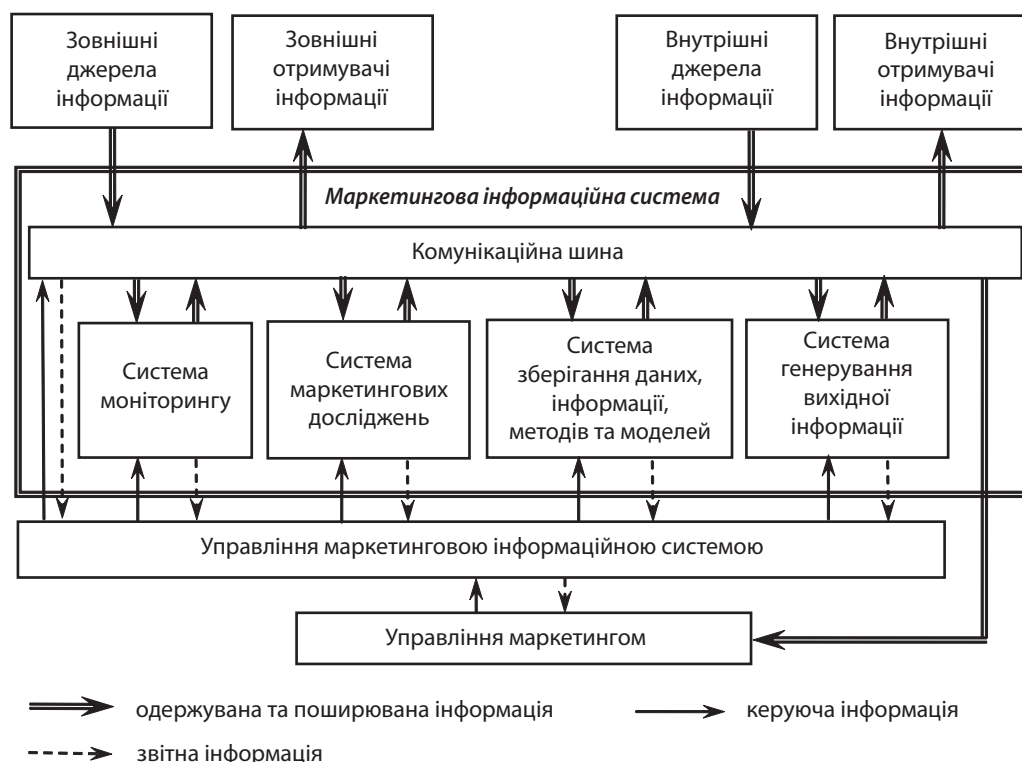 Зовнішні
джерела
інформації
Зовнішні
отримувачі
інформації
Внутрішні
джерела
інформації
Внутрішні
отримувачі
інформації
Маркетингова інформаційна система
Комунікаційна шина
Система
моніторингу
Система
маркетингових
досліджень
Система
зберігання даних,
інформації,
методів та моделей
Система
генерування
вихідної
інформації
Управління маркетинговою інформаційною системою
Управління маркетингом
одержувана та поширювана інформація
керуюча інформація
звітна інформація